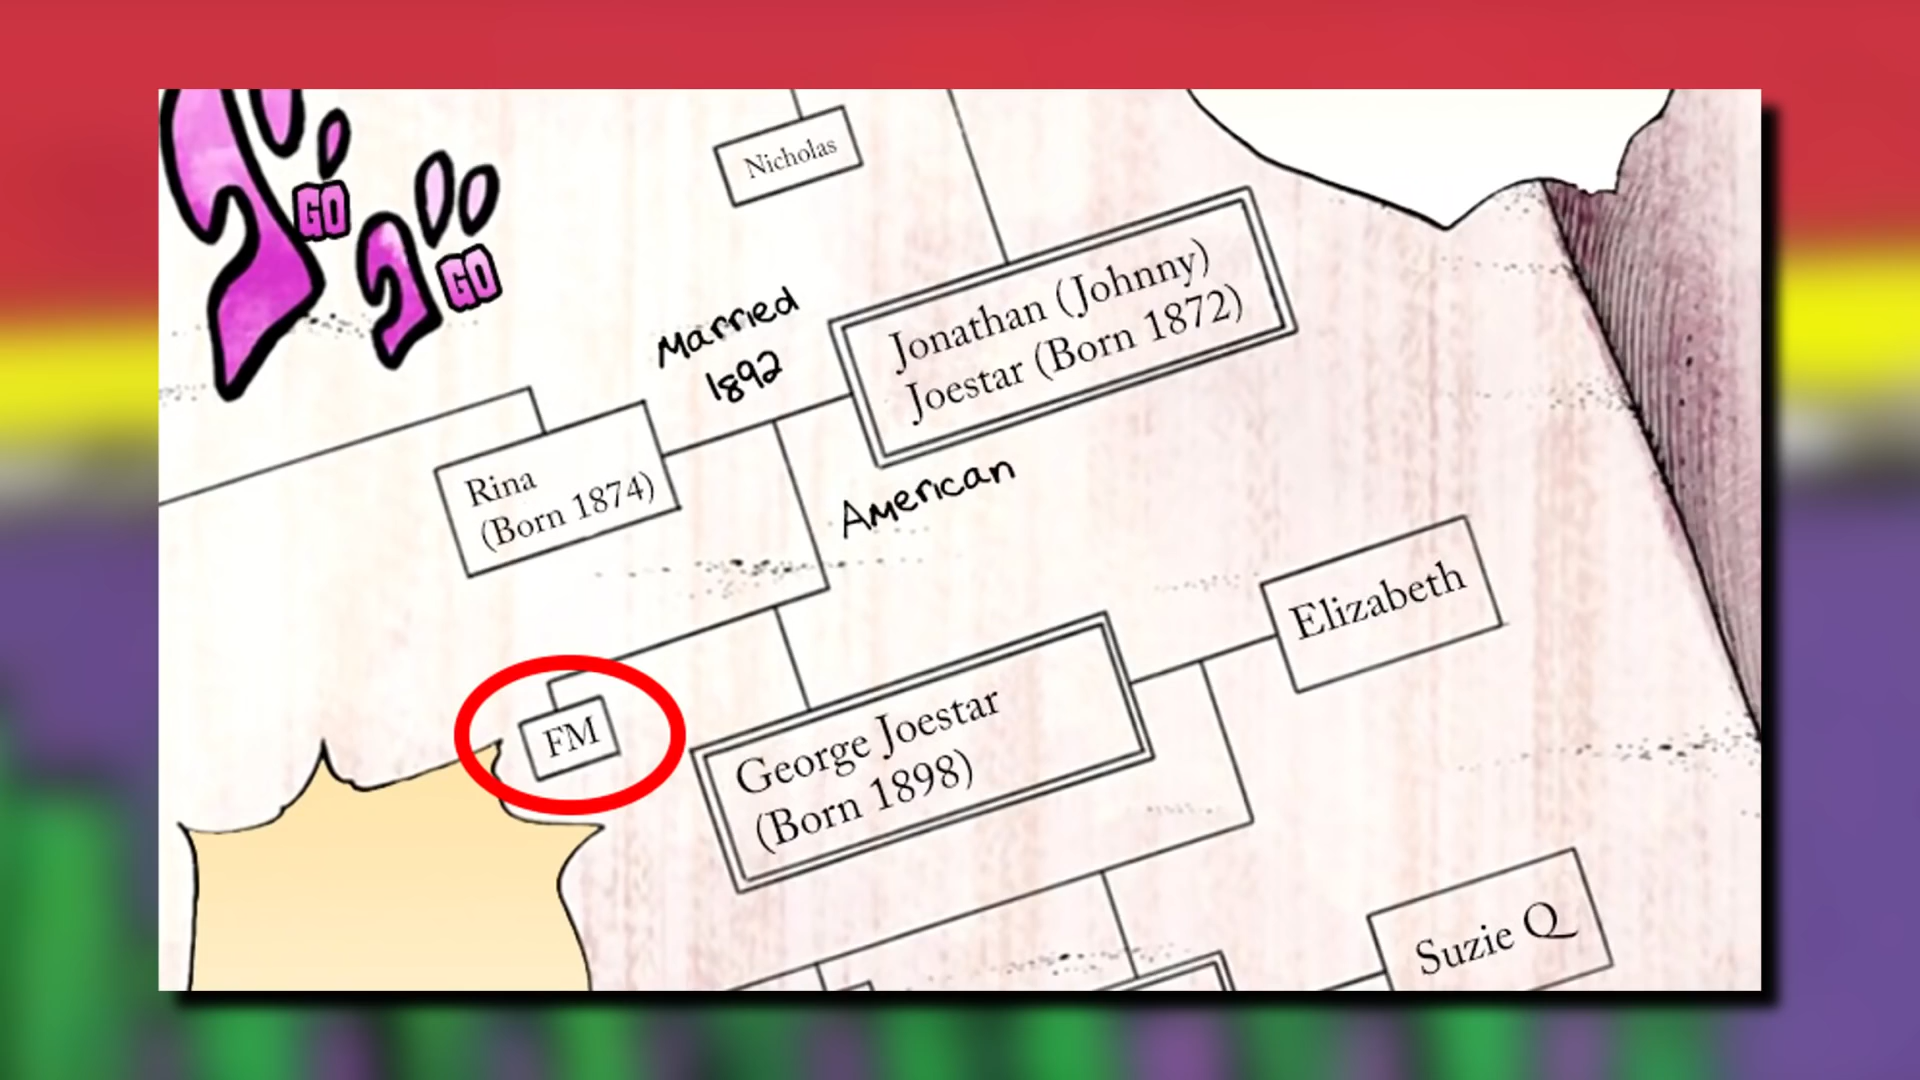 Nicholas
GO
GO
Jonathan (Johnny)
Joestar (Born 1872)
Married
1892
Rina
(Born 1874)
American
Elizabeth
FM
George Joestar
(Born 1898)
Suzie Q